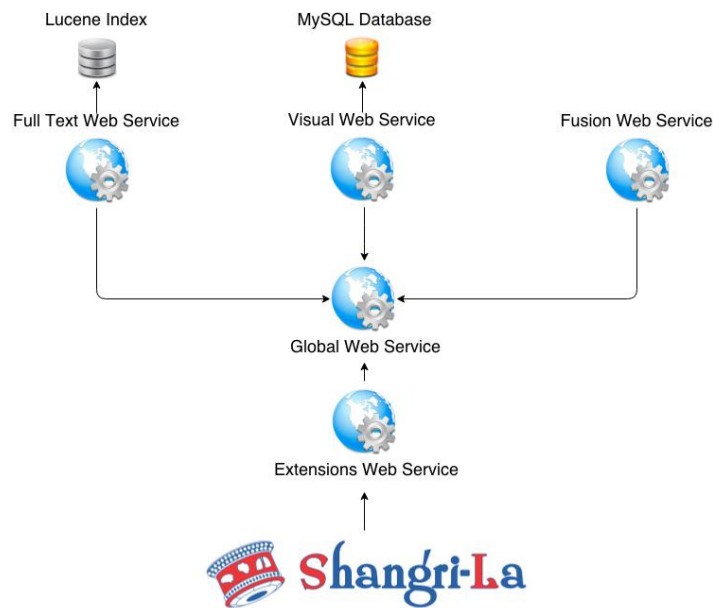 Lucene Index
MySQL Database
Full Text Web Service
Visual Web Service
Fusion Web Service
Global Web Service
Extensions Web Service
Shangri-La